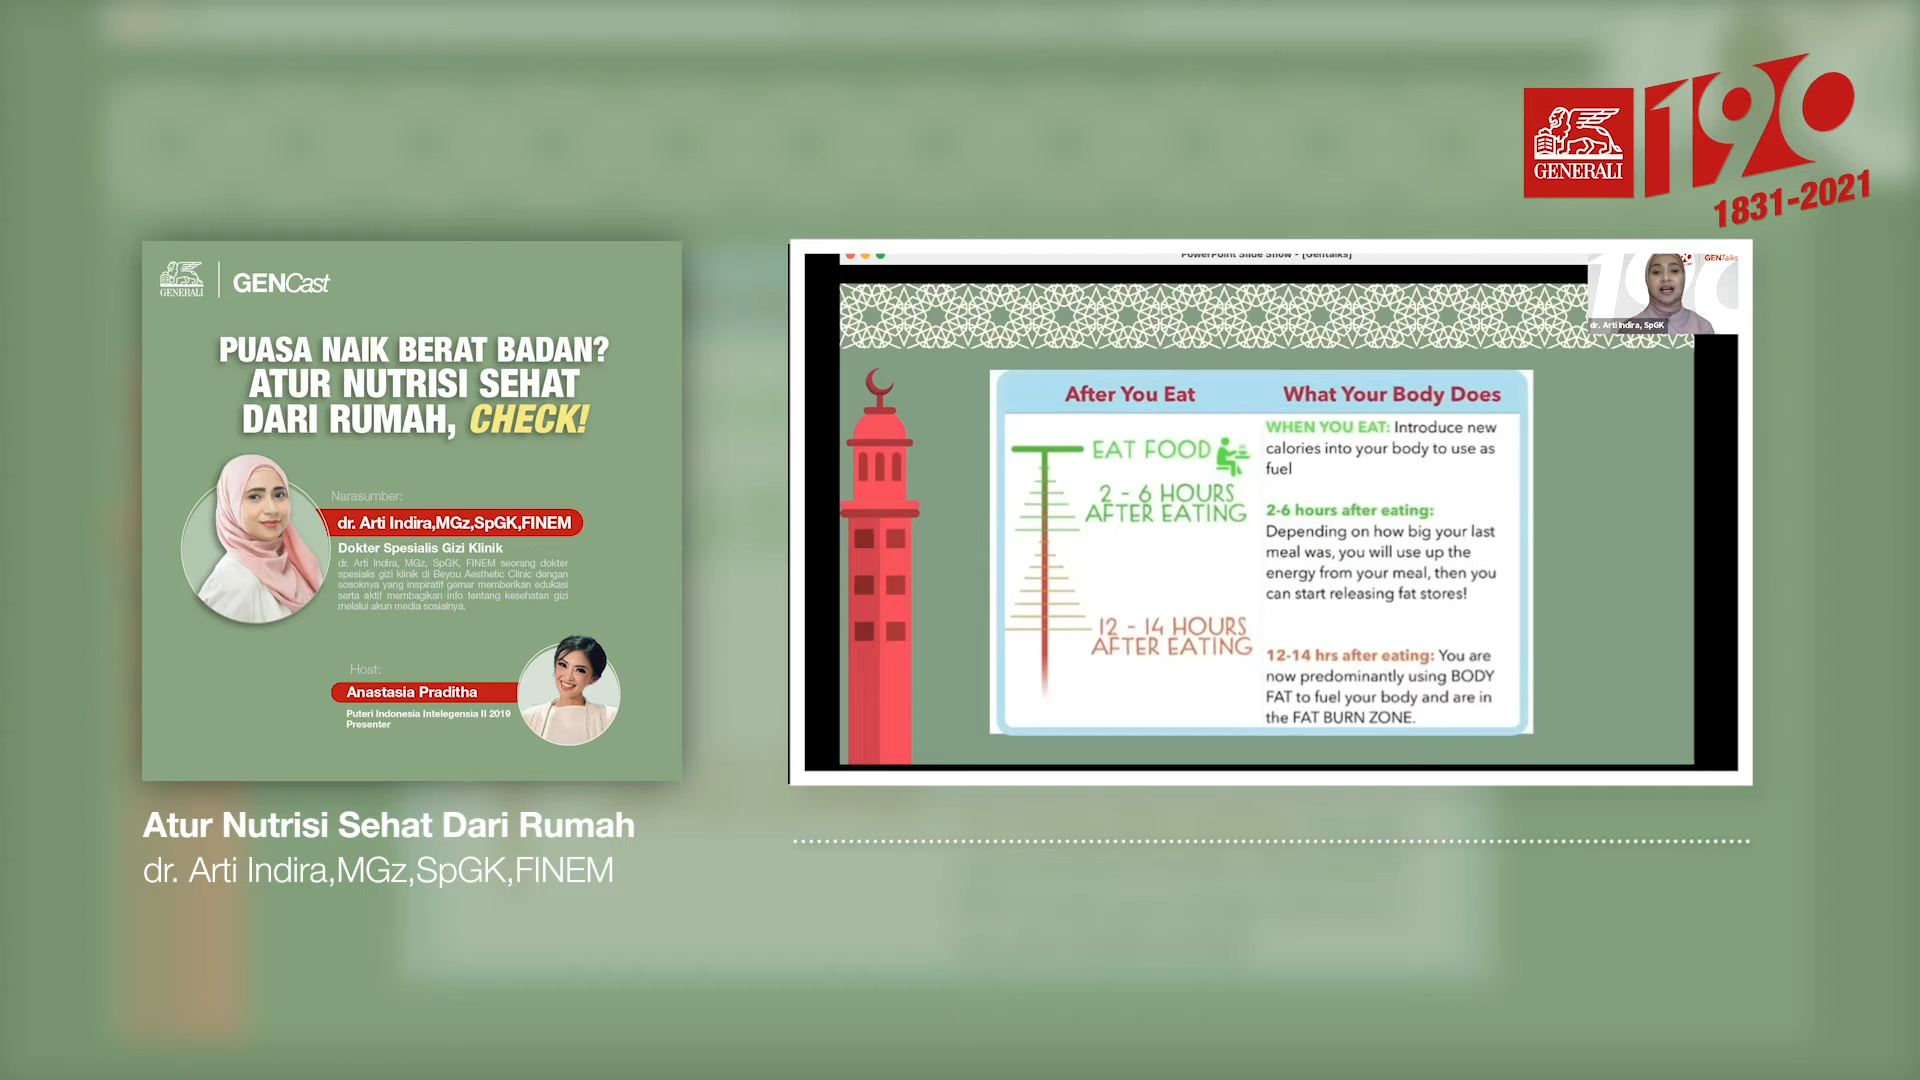 GENERALI
190
1831-2021
GENERALI
GENCast
PUASA NAIK BERAT BADAN?
ATUR NUTRISI SEHAT
DARI RUMAH, CHECK!
Narasumber:
dr. Arti Indira,MGz,SpGK,FINEM
Dokter Spesialis Gizi Klinik
dr. Arti Indira, MGz, SpGK, FINEM seorang dokter
spesialis gizi klinik di Beyou Aesthetic Clinic dengan
sosoknya yang inspiratif gemar memberikan edukasi
serta aktif membagikan info tentang kesehatan gizi
melalui akun media sosialnya.
Host:
Anastasia Praditha
Puteri Indonesia Intelegensia II 2019
Presenter
Atur Nutrisi Sehat Dari Rumah
dr. Arti Indira,MGz,SpGK,FINEM
PowerPoint Slide Show - [Gentalks]
GENTalks
dr. Arti Indira, SpGK
After You Eat
What Your Body Does
EAT FOOD
2 - 6 HOURS
AFTER EATING
12 - 14 HOURS
AFTER EATING
WHEN YOU EAT: Introduce new
calories into your body to use as
fuel
2-6 hours after eating:
Depending on how big your last
meal was, you will use up the
energy from your meal, then you
can start releasing fat stores!
12-14 hrs after eating: You are
now predominantly using BODY
FAT to fuel your body and are in
the FAT BURN ZONE.